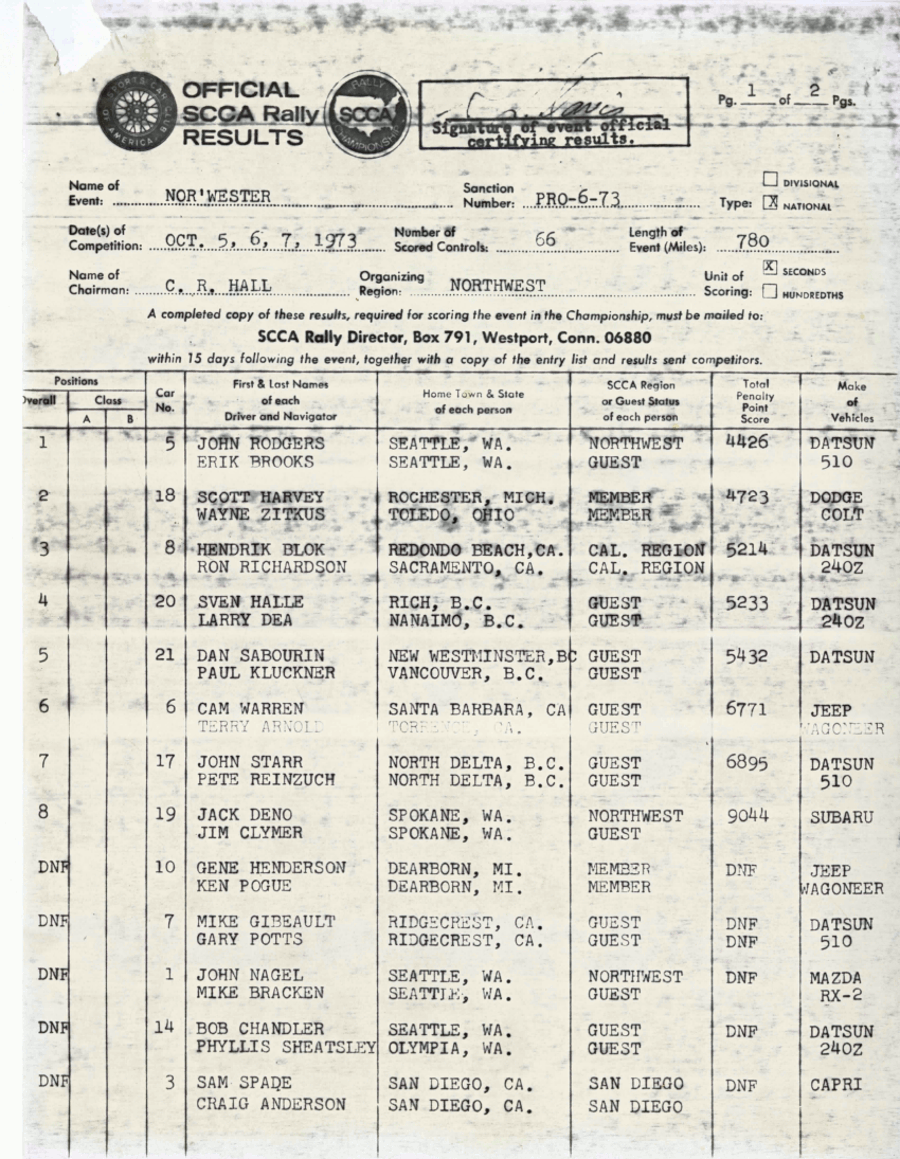 OFFICIAL
SCCA Rally
RESULTS
SCCA
Signature of event official
certifying results.
Pg. 1 of 2 Pgs.
Name of Event: NOR'WESTER Sanction Number: PRO-6-73 Type: DIVISIONAL X NATIONAL
Date(s) of Competition: OCT. 5, 6, 7, 1973 Number of Scored Controls: 66 Length of Event (Miles): 780
Name of Chairman: C. R. HALL Organizing Region: NORTHWEST Unit of Scoring: X SECONDS HUNDREDTHS
A completed copy of these results, required for scoring the event in the Championship, must be mailed to:
SCCA Rally Director, Box 791, Westport, Conn. 06880
within 15 days following the event, together with a copy of the entry list and results sent competitors.
Positions Overall Class A B Car No. First & Last Names of each Driver and Navigator Home Town & State of each person SCCA Region or Guest Status of each person Total Penalty Point Score Make of Vehicles
1 5 JOHN RODGERS SEATTLE, WA. NORTHWEST 4426 DATSUN
ERIK BROOKS SEATTLE, WA. GUEST 510
2 18 SCOTT HARVEY ROCHESTER, MICH. MEMBER 4723 DODGE
WAYNE ZITKUS TOLEDO, OHIO MEMBER COLT
3 8 HENDRIK BLOK REDONDO BEACH,CA. CAL. REGION 5214 DATSUN
RON RICHARDSON SACRAMENTO, CA. CAL. REGION 240Z
4 20 SVEN HALLE RICH, B.C. GUEST 5233 DATSUN
LARRY DEA NANAIMO, B.C. GUEST 240Z
5 21 DAN SABOURIN NEW WESTMINSTER,BC GUEST 5432 DATSUN
PAUL KLUCKNER VANCOUVER, B.C. GUEST
6 6 CAM WARREN SANTA BARBARA, CA GUEST 6771 JEEP
TERRY ARNOLD TORRENCE, CA. GUEST WAGONEER
7 17 JOHN STARR NORTH DELTA, B.C. GUEST 6895 DATSUN
PETE REINZUCH NORTH DELTA, B.C. GUEST 510
8 19 JACK DENO SPOKANE, WA. NORTHWEST 9044 SUBARU
JIM CLYMER SPOKANE, WA. GUEST
DNF 10 GENE HENDERSON DEARBORN, MI. MEMBER DNF JEEP
KEN POGUE DEARBORN, MI. MEMBER WAGONEER
DNF 7 MIKE GIBEAULT RIDGECREST, CA. GUEST DNF DATSUN
GARY POTTS RIDGECREST, CA. GUEST DNF 510
DNF 1 JOHN NAGEL SEATTLE, WA. NORTHWEST DNF MAZDA
MIKE BRACKEN SEATTLE, WA. GUEST RX-2
DNF 14 BOB CHANDLER SEATTLE, WA. GUEST DNF DATSUN
PHYLLIS SHEATSLEY OLYMPIA, WA. GUEST 240Z
DNF 3 SAM SPADE SAN DIEGO, CA. SAN DIEGO DNF CAPRI
CRAIG ANDERSON SAN DIEGO, CA. SAN DIEGO